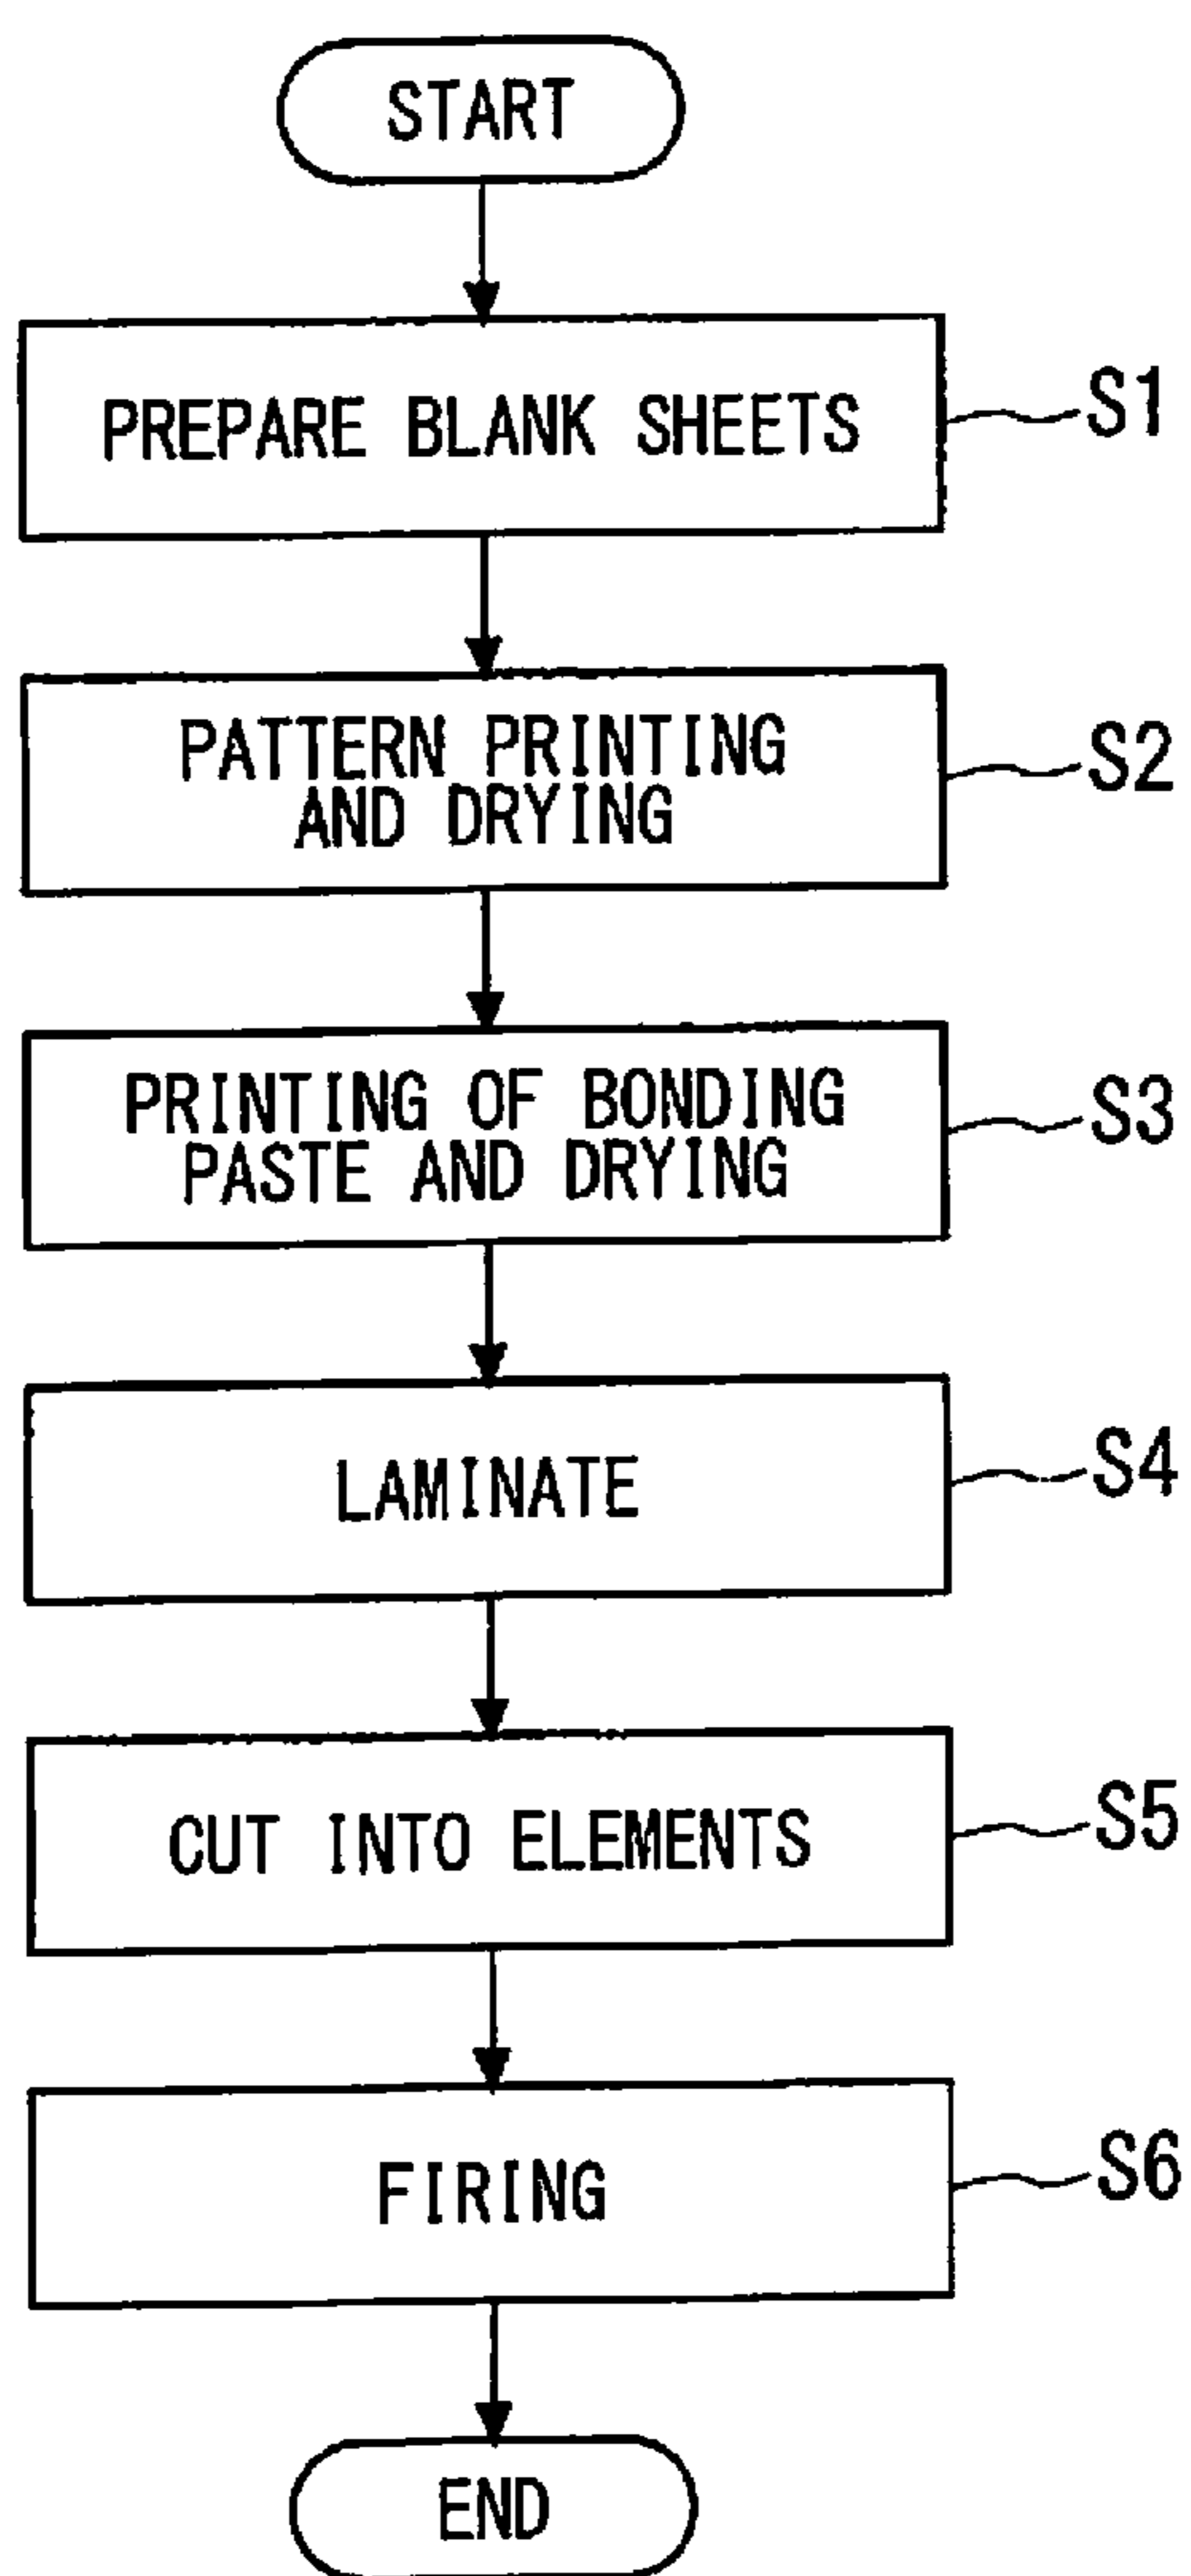 START
PREPARE BLANK SHEETS
S1
PATTERN PRINTING
AND DRYING
S2
PRINTING OF BONDING
PASTE AND DRYING
S3
LAMINATE
S4
CUT INTO ELEMENTS
S5
FIRING
S6
END